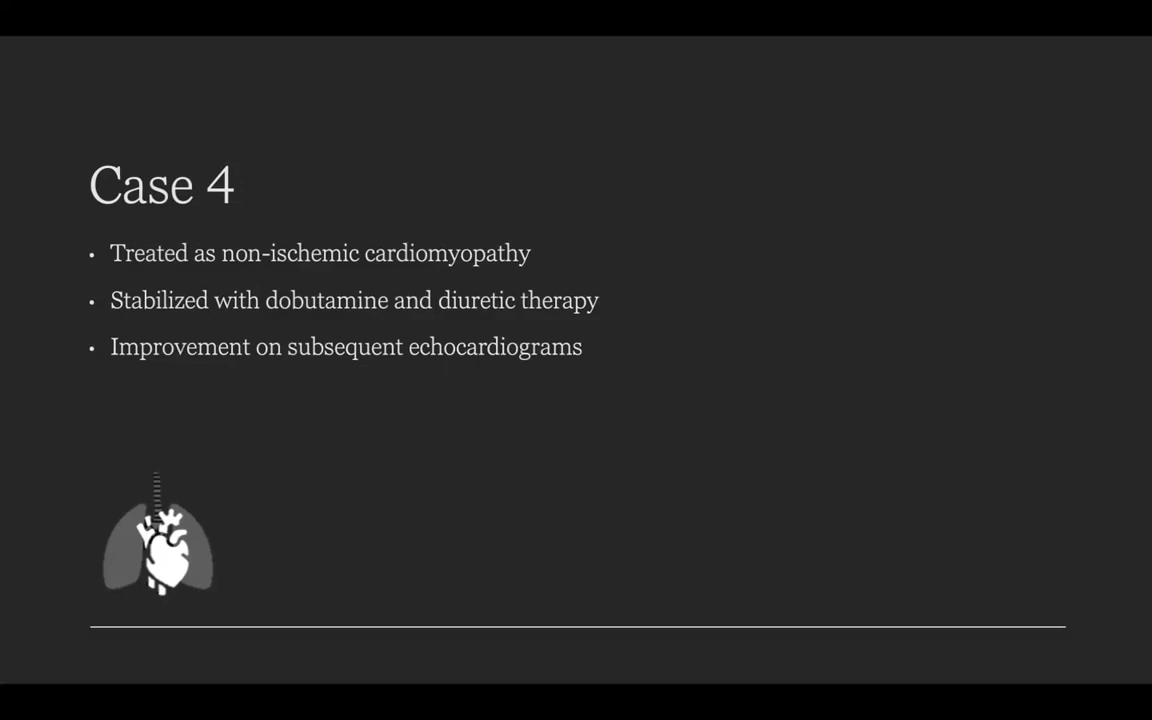 Case 4
• Treated as non-ischemic cardiomyopathy
• Stabilized with dobutamine and diuretic therapy
• Improvement on subsequent echocardiograms